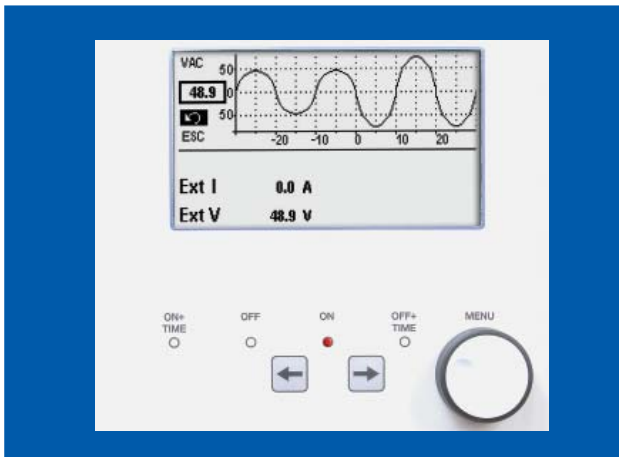 VAC
50
48.9 0
50
ESC
-20 -10 0 10 20
Ext I 0.0 A
Ext V 48.9 V
ON+ TIME
OFF
ON
OFF+ TIME
MENU